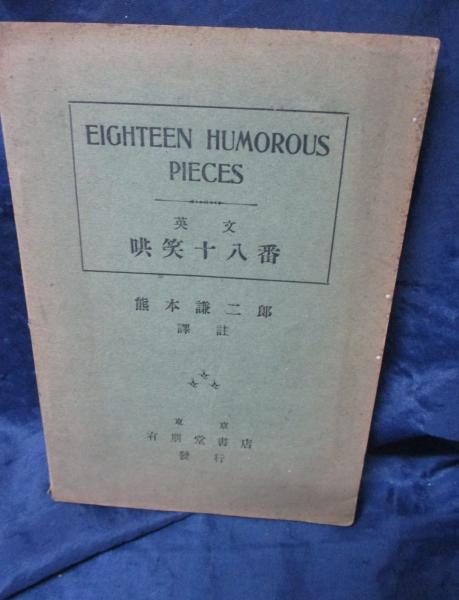 EIGHTEEN HUMOROUS
PIECES
英文
哄笑十八番
熊本謙二郎
譯註
東京
有朋堂書店
發行